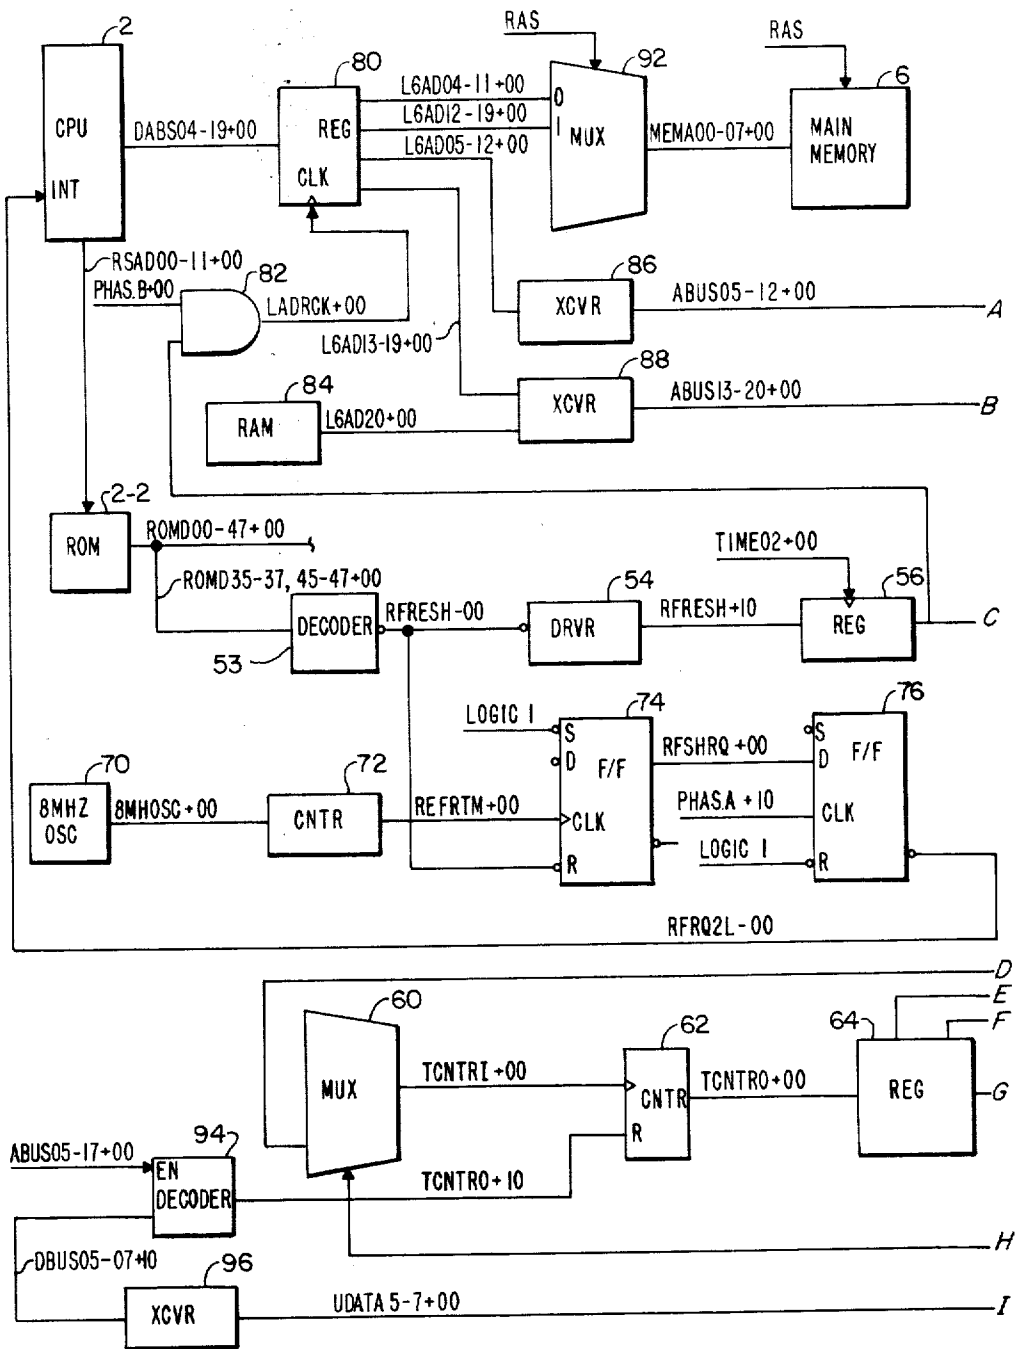 2
CPU
INT
DABS04-19+00
80
REG
CLK
L6AD04-11+00
L6AD12-19+00
L6AD05-12+00
RAS
92
0
1
MUX
MEMA00-07+00
RAS
6
MAIN
MEMORY
RSAD00-11+00
PHAS.B+00
82
LADRCK+00
L6AD13-19+00
86
XCVR
ABUS05-12+00
A
88
XCVR
ABUS13-20+00
B
84
RAM
L6AD20+00
2-2
ROM
ROMD00-47+00
ROMD35-37, 45-47+00
DECODER
53
RFRESH-00
54
DRVR
RFRESH+10
TIME02+00
56
REG
C
70
8MHZ
OSC
8MHOSC+00
72
CNTR
REFRTM+00
LOGIC 1
74
S
D
F/F
CLK
R
RFSHRQ+00
PHAS.A+10
LOGIC 1
76
S
D
F/F
CLK
R
RFRQ2L-00
D
60
MUX
TCNTRI+00
62
CNTR
R
TCNTRO+00
64
REG
E
F
G
ABUS05-17+00
94
EN
DECODER
TCNTRO+10
H
DBUS05-07+10
96
XCVR
UDATA5-7+00
I